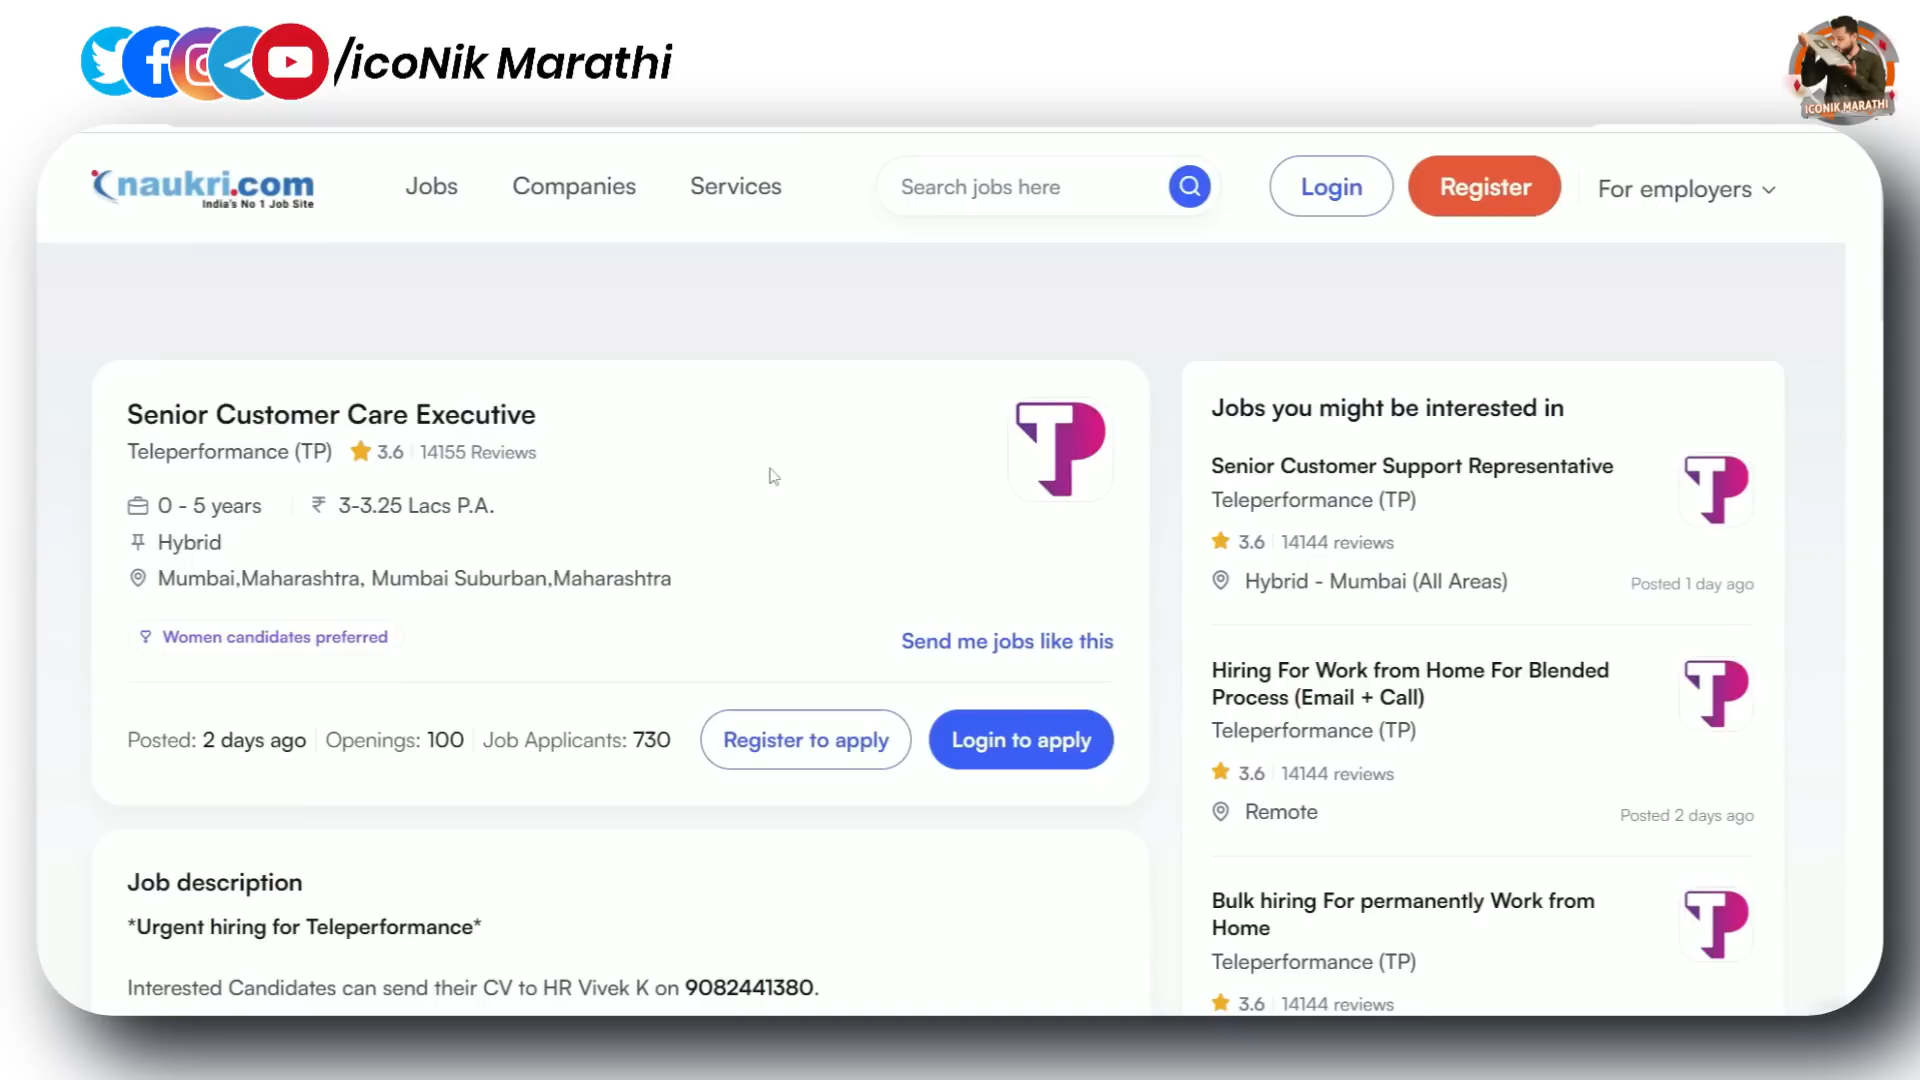 /icoNik Marathi
ICONIK MARATHI
naukri.com
India's No 1 Job Site
Jobs
Companies
Services
Search jobs here
Login
Register
For employers
Senior Customer Care Executive
Teleperformance (TP) 3.6 14155 Reviews
0 - 5 years ₹ 3-3.25 Lacs P.A.
Hybrid
Mumbai,Maharashtra, Mumbai Suburban,Maharashtra
Women candidates preferred
Send me jobs like this
Posted: 2 days ago Openings: 100 Job Applicants: 730
Register to apply
Login to apply
Job description
*Urgent hiring for Teleperformance*
Interested Candidates can send their CV to HR Vivek K on 9082441380.
Jobs you might be interested in
Senior Customer Support Representative
Teleperformance (TP)
3.6 14144 reviews
Hybrid - Mumbai (All Areas) Posted 1 day ago
Hiring For Work from Home For Blended
Process (Email + Call)
Teleperformance (TP)
3.6 14144 reviews
Remote Posted 2 days ago
Bulk hiring For permanently Work from
Home
Teleperformance (TP)
3.6 14144 reviews